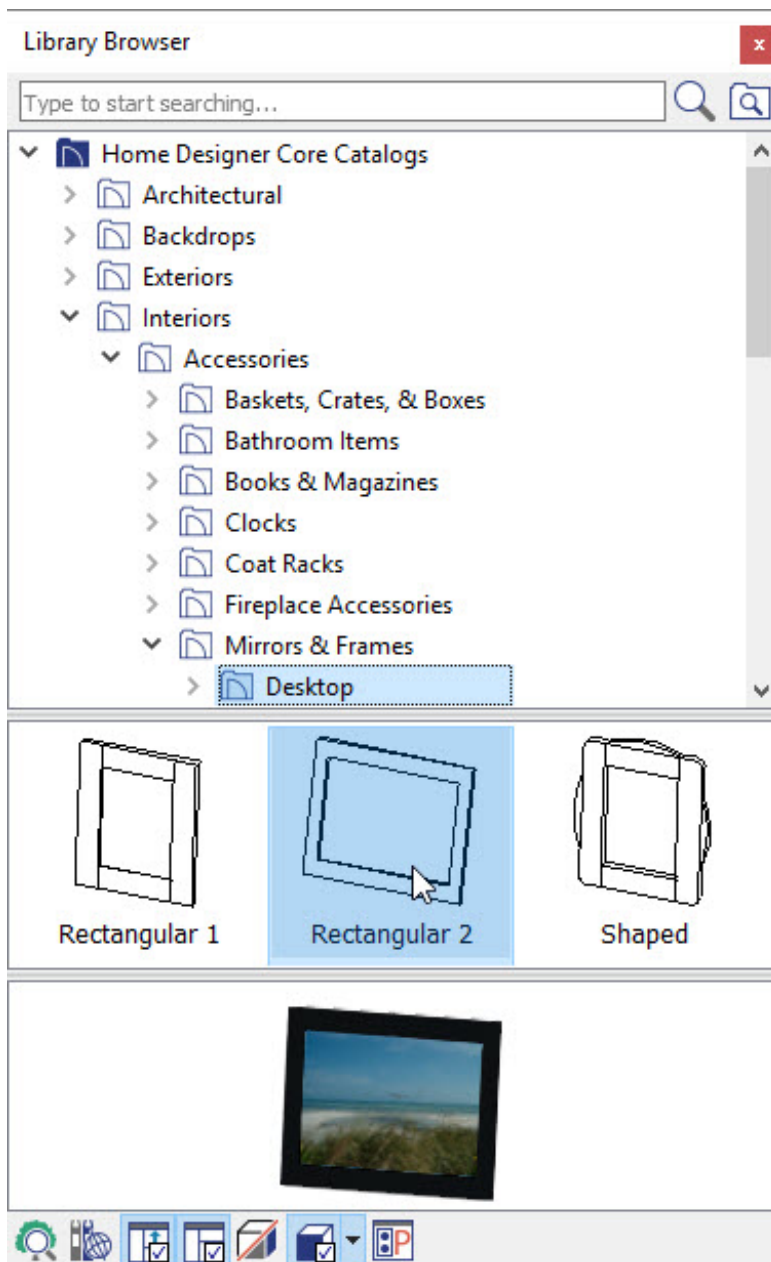 Library Browser
x
Type to start searching...
Home Designer Core Catalogs
Architectural
Backdrops
Exteriors
Interiors
Accessories
Baskets, Crates, & Boxes
Bathroom Items
Books & Magazines
Clocks
Coat Racks
Fireplace Accessories
Mirrors & Frames
Desktop
Rectangular 1 Rectangular 2 Shaped
P